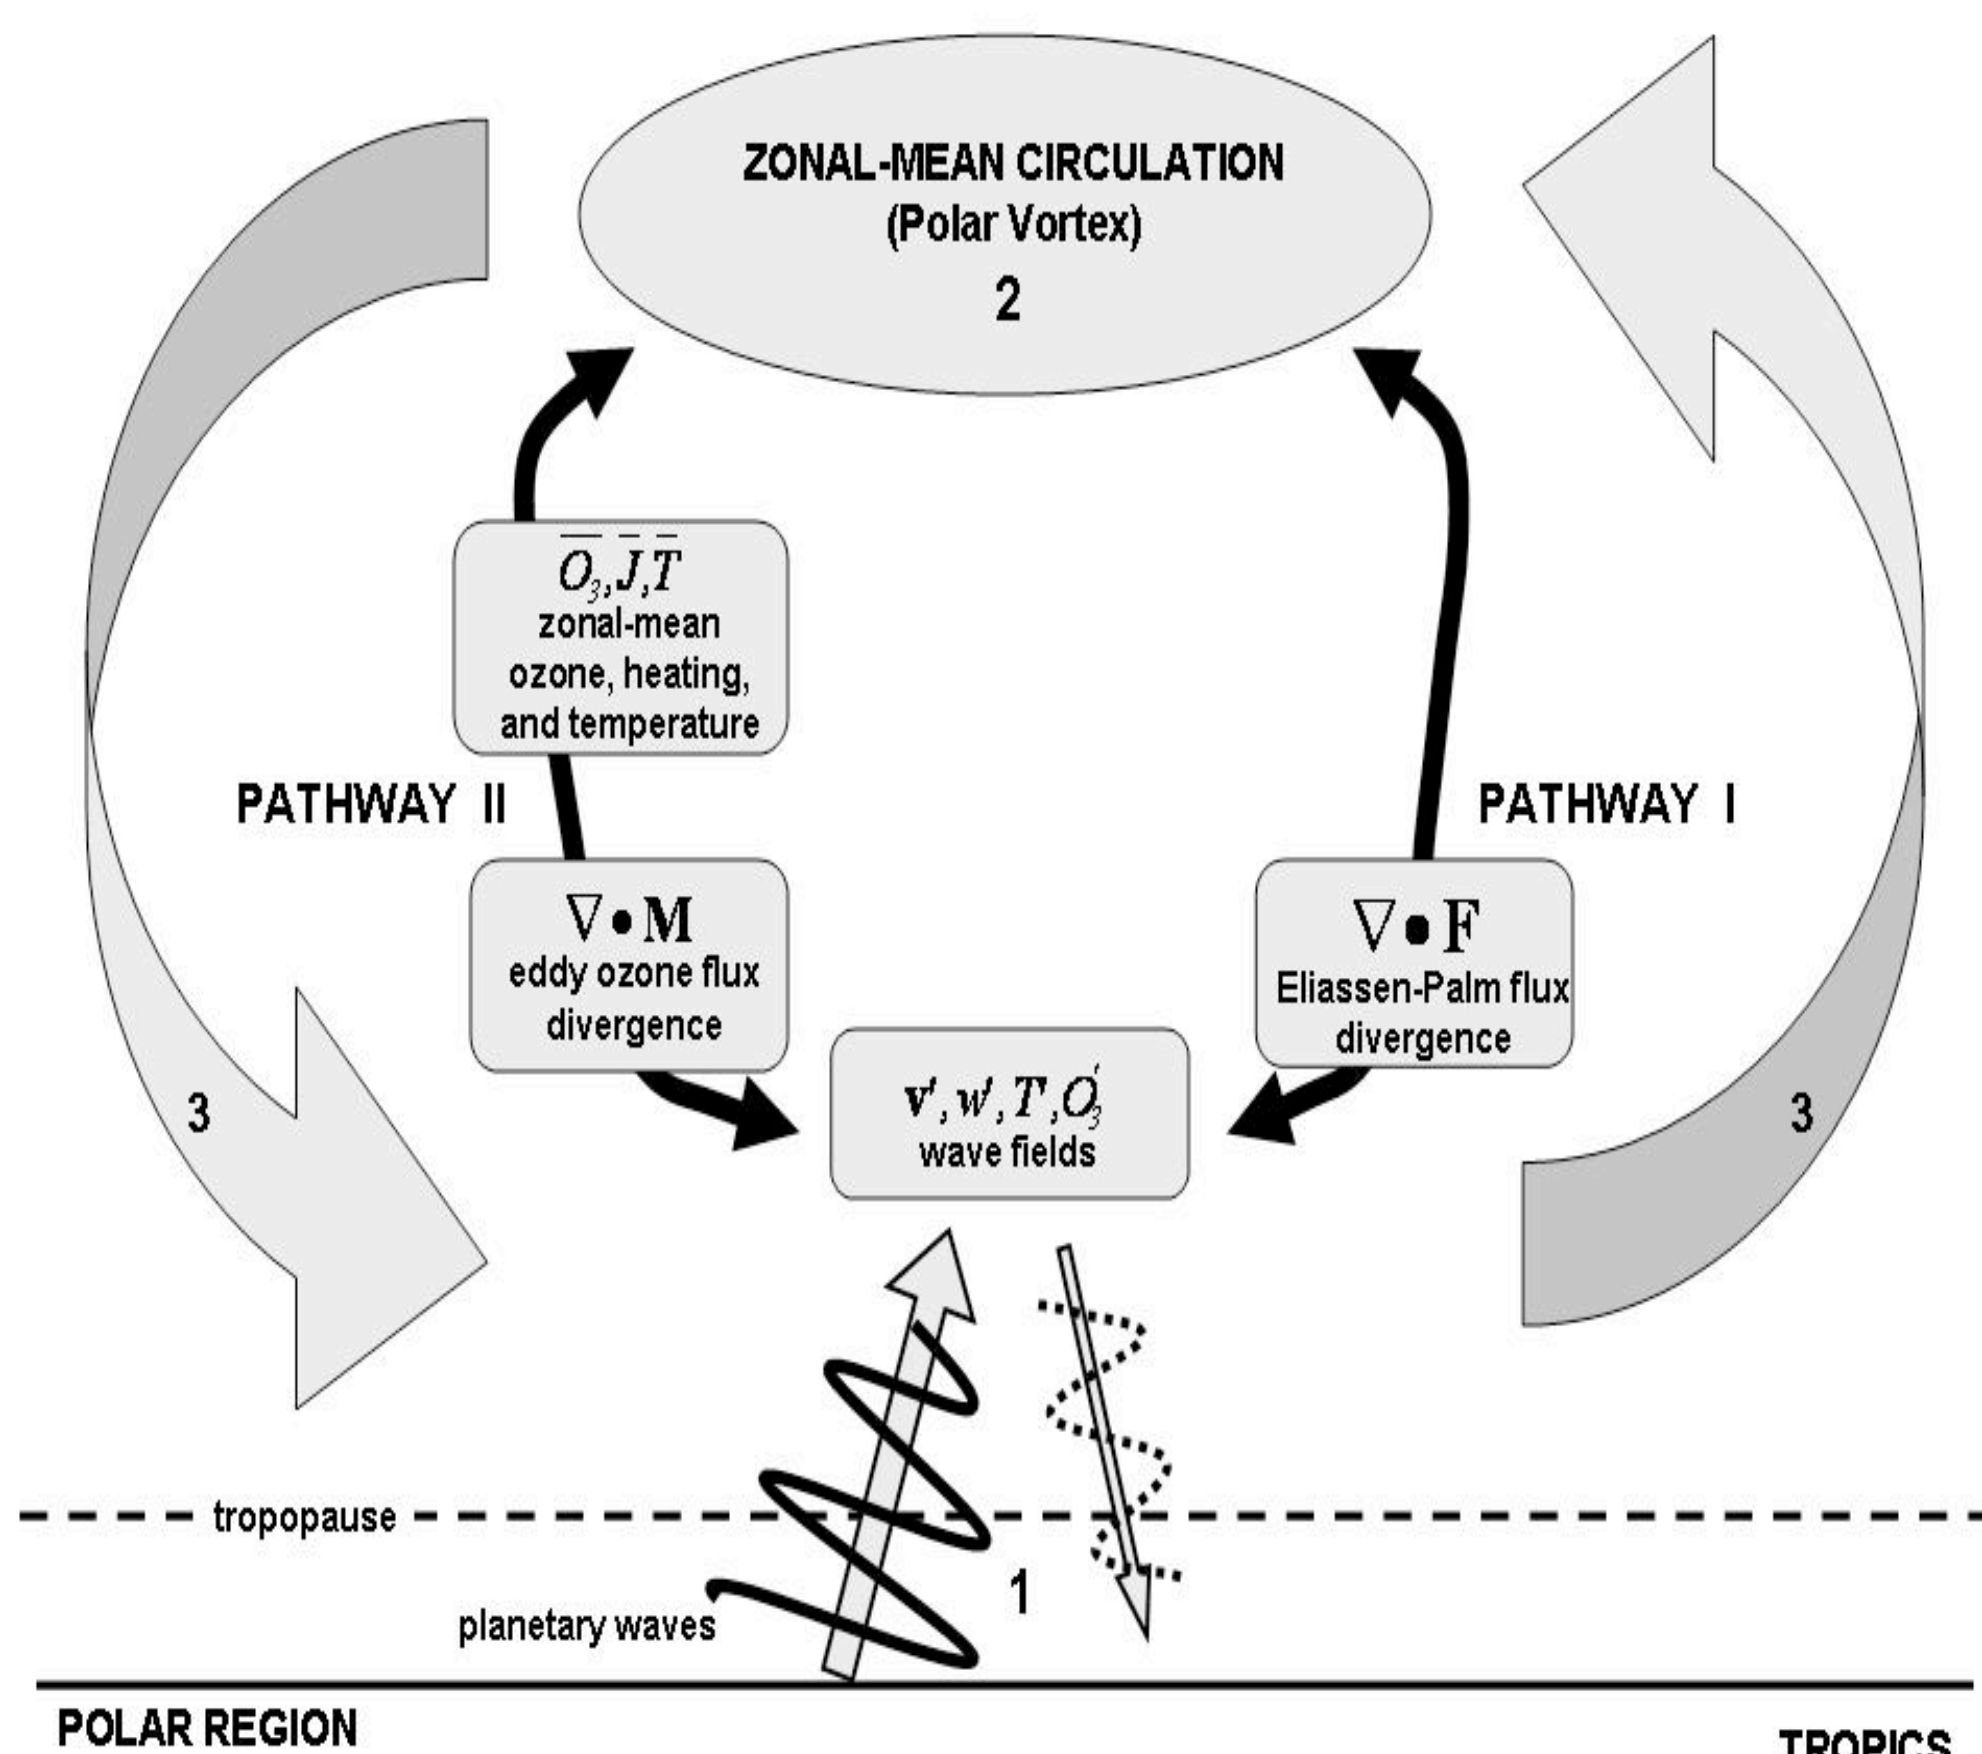 ZONAL-MEAN CIRCULATION
(Polar Vortex)
2
O̅₃, J̅, T̅
zonal-mean
ozone, heating,
and temperature
PATHWAY II
PATHWAY I
∇•M
eddy ozone flux
divergence
∇•F
Eliassen-Palm flux
divergence
v', w', T', O₃'
wave fields
3
3
tropopause
1
planetary waves
POLAR REGION
TROPICS